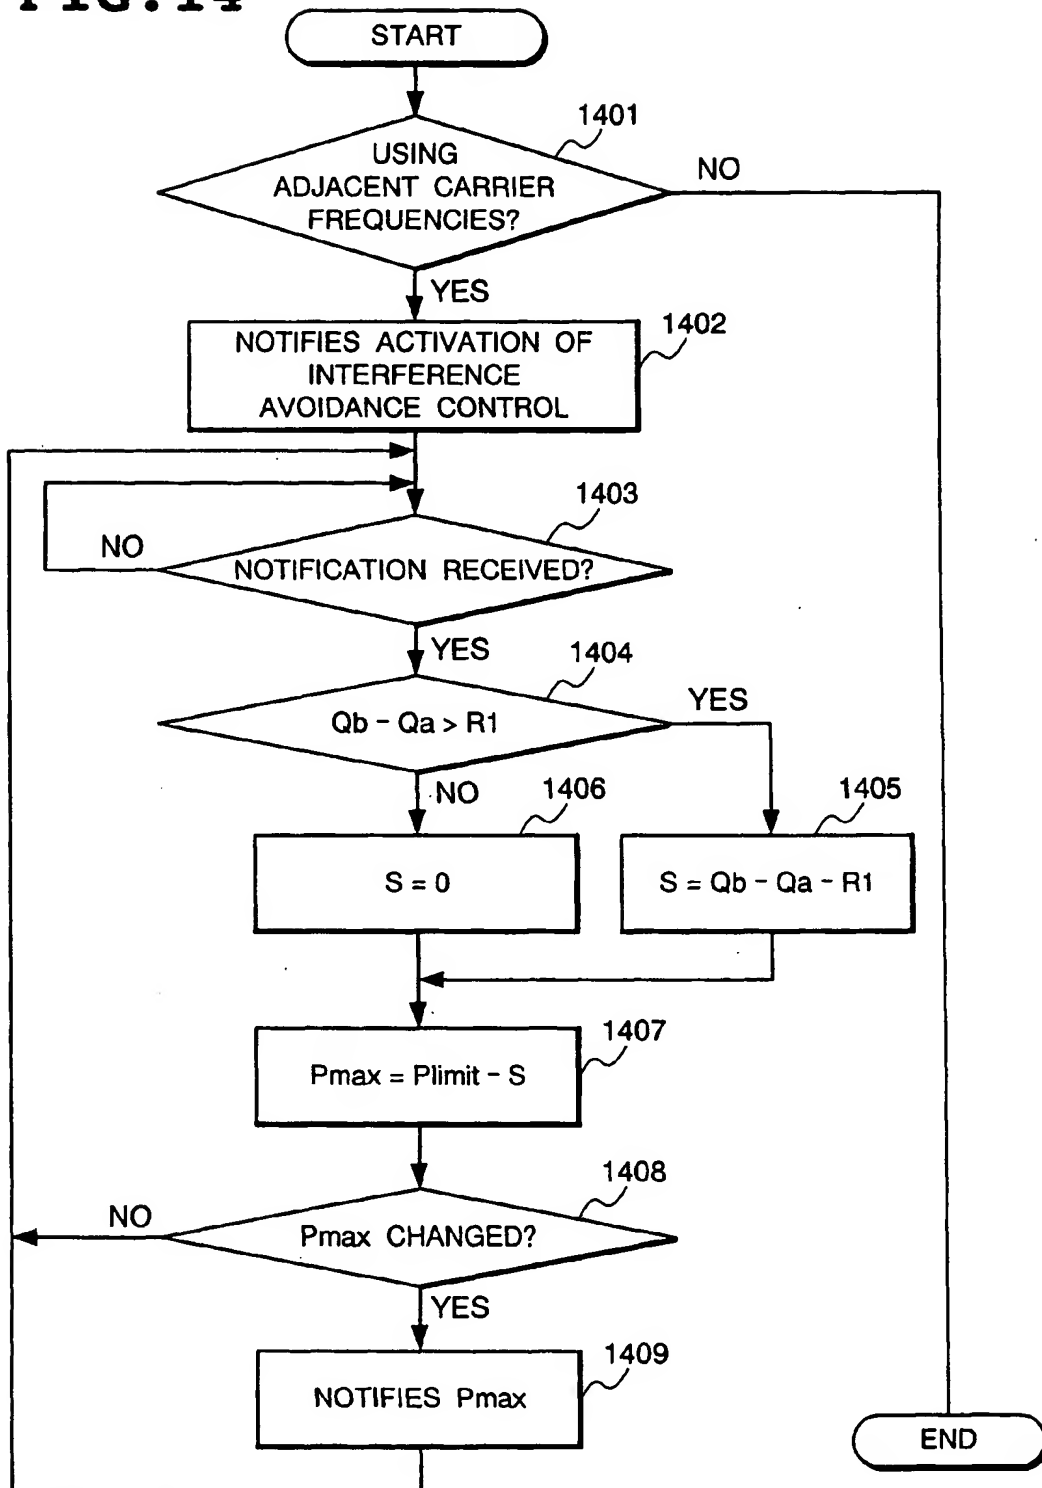 FIG.14
START
1401
USING
ADJACENT CARRIER
FREQUENCIES?
NO
YES
1402
NOTIFIES ACTIVATION OF
INTERFERENCE
AVOIDANCE CONTROL
1403
NO
NOTIFICATION RECEIVED?
YES
1404
Qb - Qa > R1
YES
NO
1406
1405
S = 0
S = Qb - Qa - R1
1407
Pmax = Plimit - S
1408
NO
Pmax CHANGED?
YES
1409
NOTIFIES Pmax
END